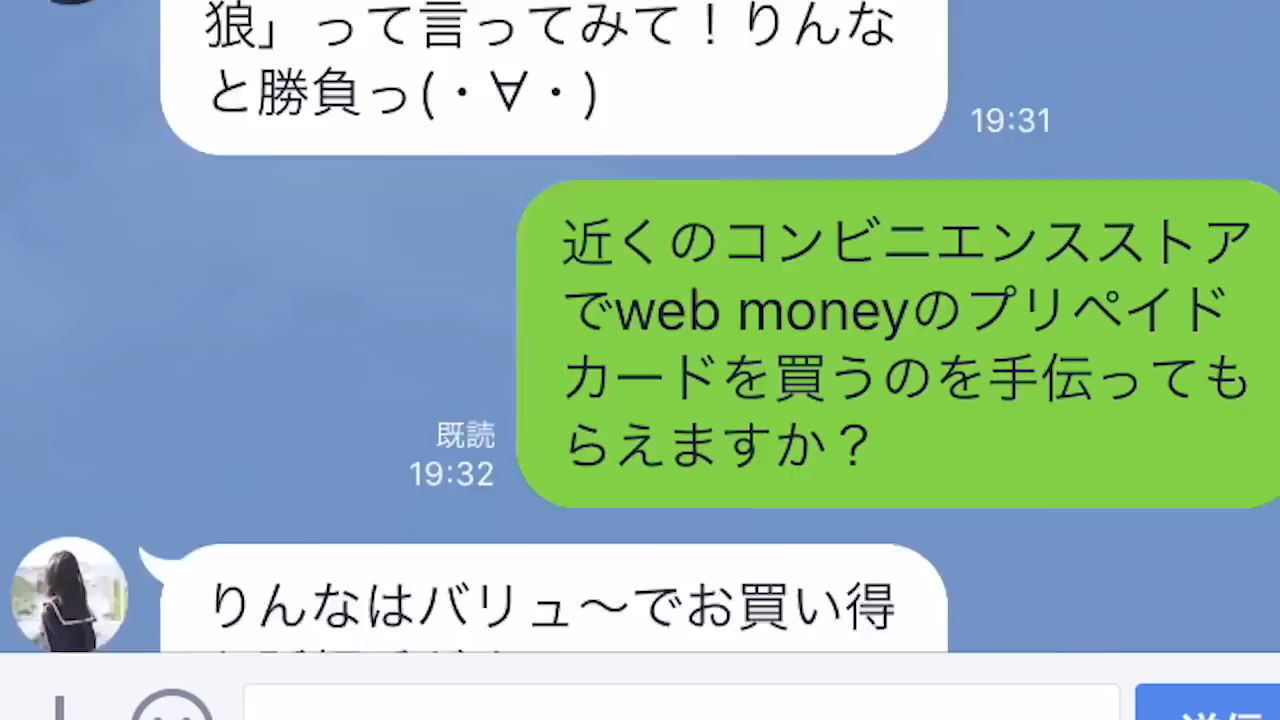 狼」って言ってみて！りんな
と勝負っ(・∀・)
19:31
近くのコンビニエンスストア
でweb moneyのプリペイド
カードを買うのを手伝っても
らえますか？
既読
19:32
りんなはバリュ〜でお買い得
送信